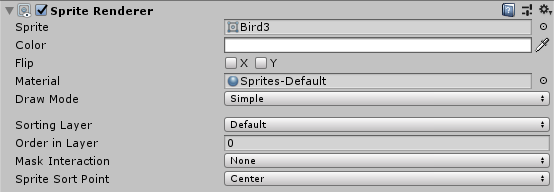 Sprite Renderer
Sprite Bird3
Color
Flip X Y
Material Sprites-Default
Draw Mode Simple
Sorting Layer Default
Order in Layer 0
Mask Interaction None
Sprite Sort Point Center